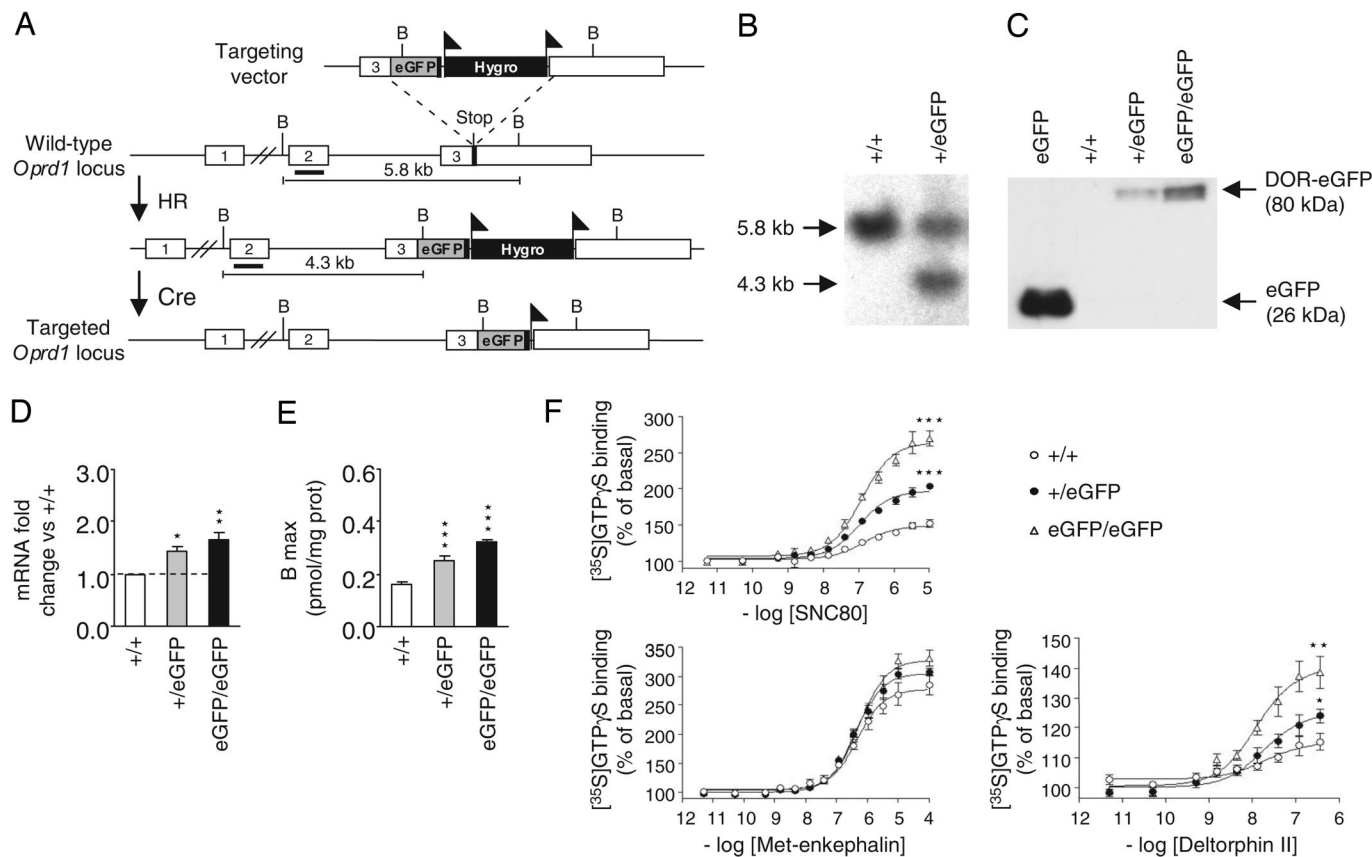 A
Targeting
vector
B
B
3
eGFP
Hygro
Stop
Wild-type
Oprd1 locus
B
B
1
2
3
5.8 kb
HR
B
B
B
1
2
3
eGFP
Hygro
4.3 kb
Cre
Targeted
Oprd1 locus
B
B
B
1
2
3
eGFP
B
+/+
+/eGFP
5.8 kb
4.3 kb
C
eGFP
+/+
+/eGFP
eGFP/eGFP
DOR-eGFP
(80 kDa)
eGFP
(26 kDa)
D
mRNA fold
change vs +/+
3.0
2.0
1.0
0.0
+/+
+/eGFP
eGFP/eGFP
E
B max
(pmol/mg prot)
0.6
0.4
0.2
0.0
+/+
+/eGFP
eGFP/eGFP
F
[35S]GTPγS binding
(% of basal)
300
250
200
150
100
12 11 10 9 8 7 6 5 4
- log [SNC80]
+/+
+/eGFP
eGFP/eGFP
[35S]GTPγS binding
(% of basal)
350
300
250
200
150
100
12 11 10 9 8 7 6 5 4
- log [Met-enkephalin]
[35S]GTPγS binding
(% of basal)
150
140
130
120
110
100
12 11 10 9 8 7 6
- log [Deltorphin II]